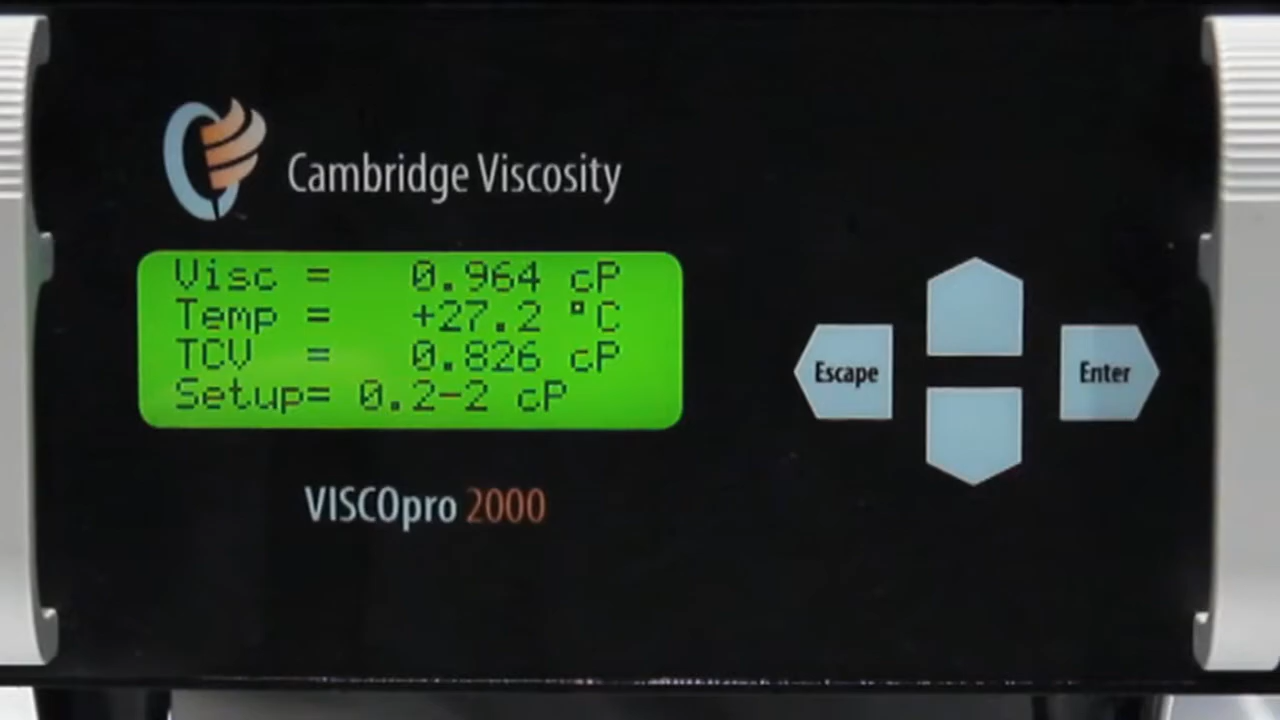 Cambridge Viscosity
Visc = 0.964 cP
Temp = +27.2 °C
TCV = 0.826 cP
Setup= 0.2-2 cP
Escape
Enter
VISCOpro 2000